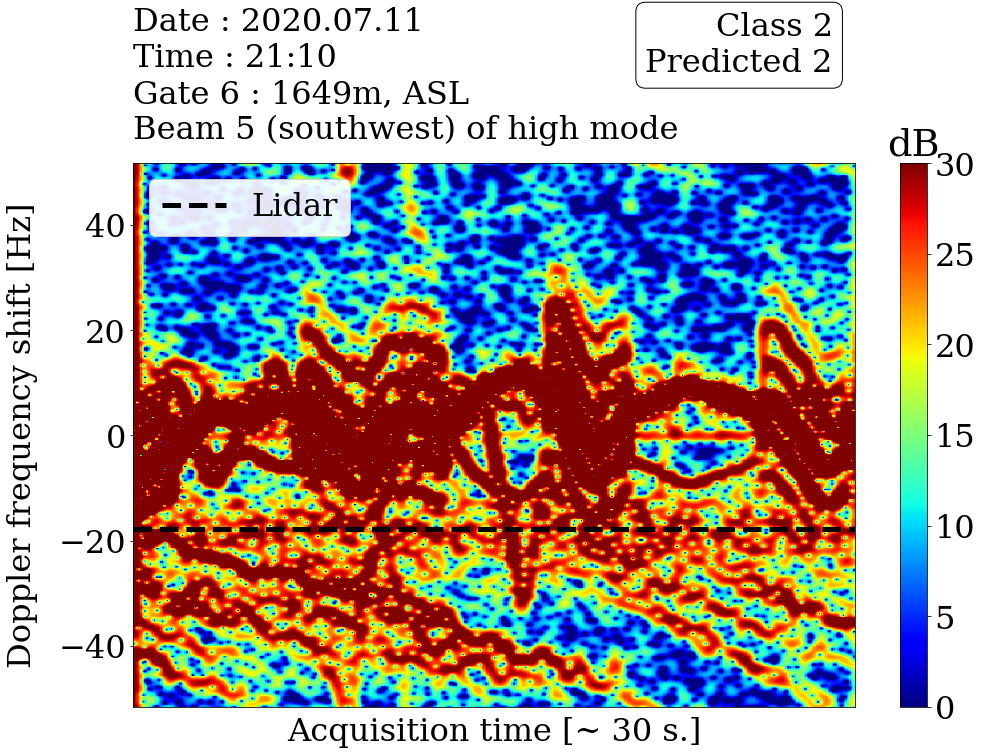 Date : 2020.07.11
Time : 21:10
Gate 6 : 1649m, ASL
Beam 5 (southwest) of high mode
Class 2
Predicted 2
dB
Lidar
Doppler frequency shift [Hz]
40
20
0
−20
−40
30
25
20
15
10
5
0
Acquisition time [~ 30 s.]